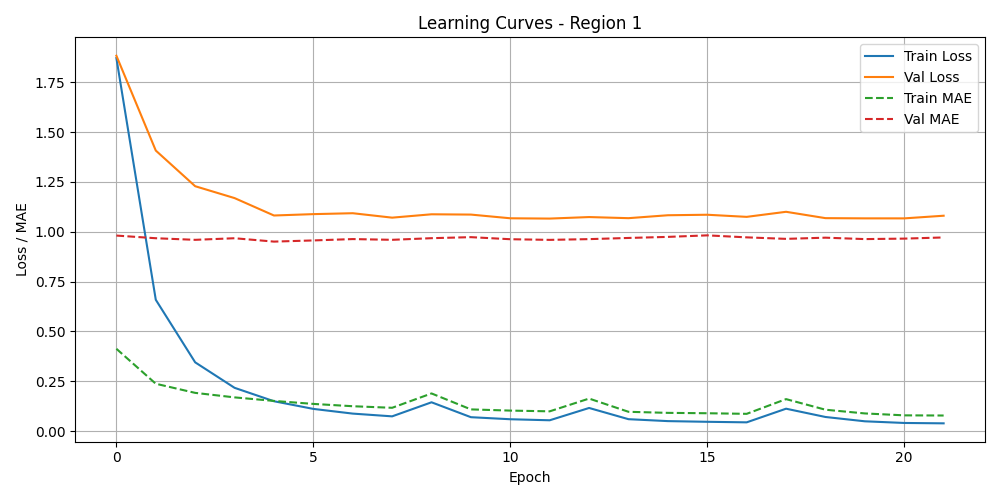 Learning Curves - Region 1
Train Loss
Val Loss
Train MAE
Val MAE
Loss / MAE
1.75
1.50
1.25
1.00
0.75
0.50
0.25
0.00
0
5
10
15
20
Epoch